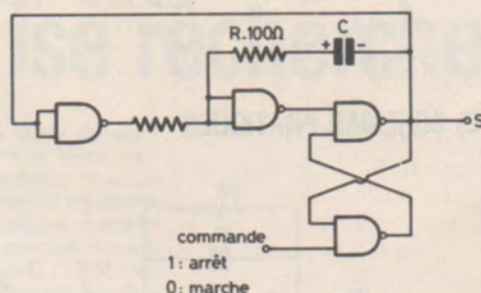 R.100Ω
C
+ -
S
commande
1: arrêt
0: marche